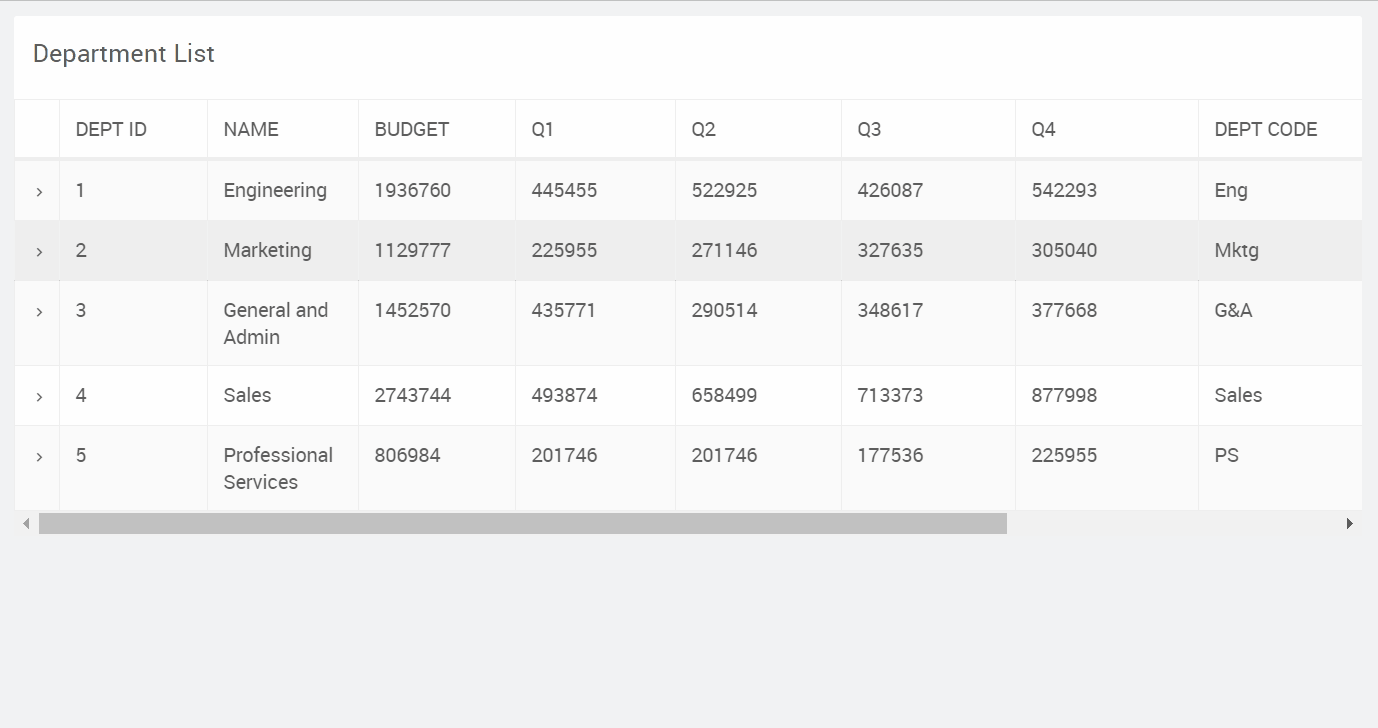 Department List
DEPT ID NAME BUDGET Q1 Q2 Q3 Q4 DEPT CODE
1 Engineering 1936760 445455 522925 426087 542293 Eng
2 Marketing 1129777 225955 271146 327635 305040 Mktg
3 General and 1452570 435771 290514 348617 377668 G&A
Admin
4 Sales 2743744 493874 658499 713373 877998 Sales
5 Professional 806984 201746 201746 177536 225955 PS
Services